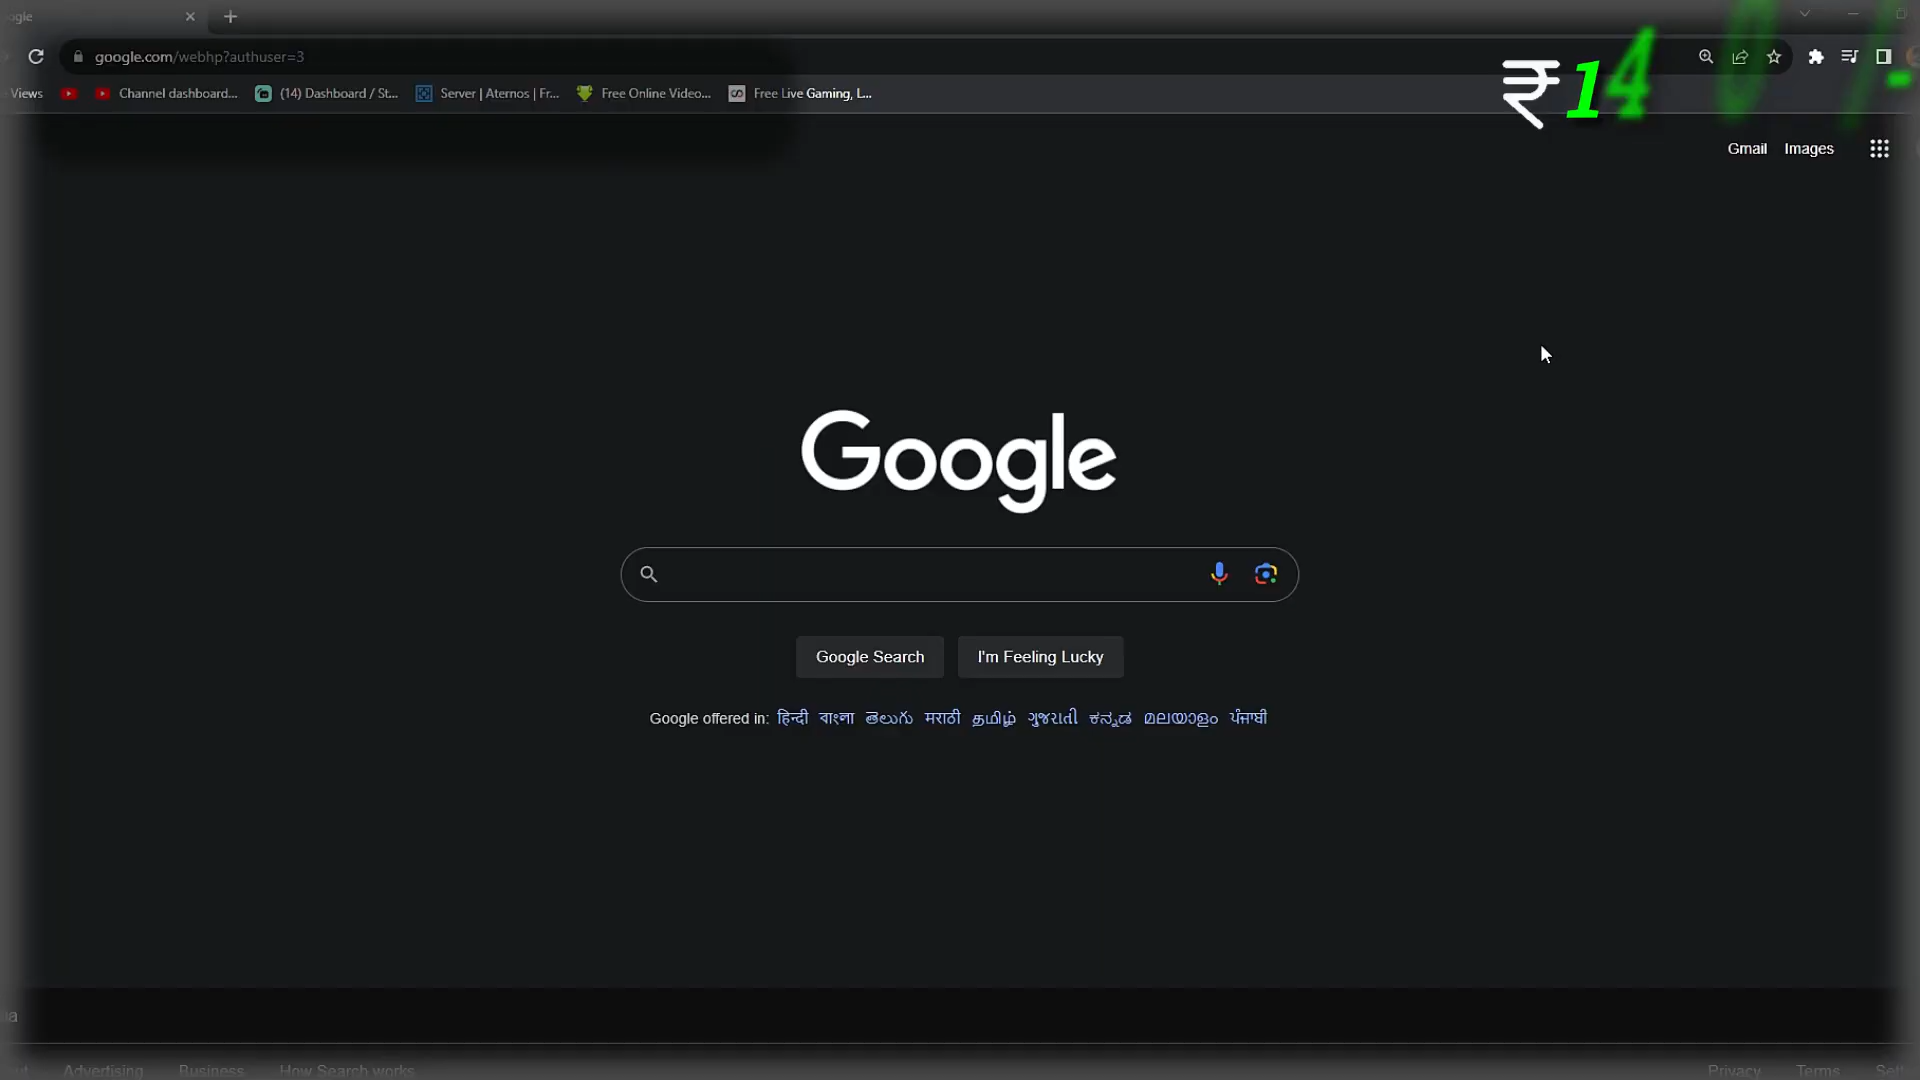 google.com/webhp?authuser=3
Views
Channel dashboard...
(14) Dashboard / St...
Server | Aternos | Fr...
Free Online Video...
Free Live Gaming, L...
₹14
Gmail
Images
Google
Google Search
I'm Feeling Lucky
Google offered in: हिन्दी বাংলা తెలుగు मराठी தமிழ் ગુજરાતી ಕನ್ನಡ മലയാളം ਪੰਜਾਬੀ
Advertising
Business
How Search works
Privacy
Terms